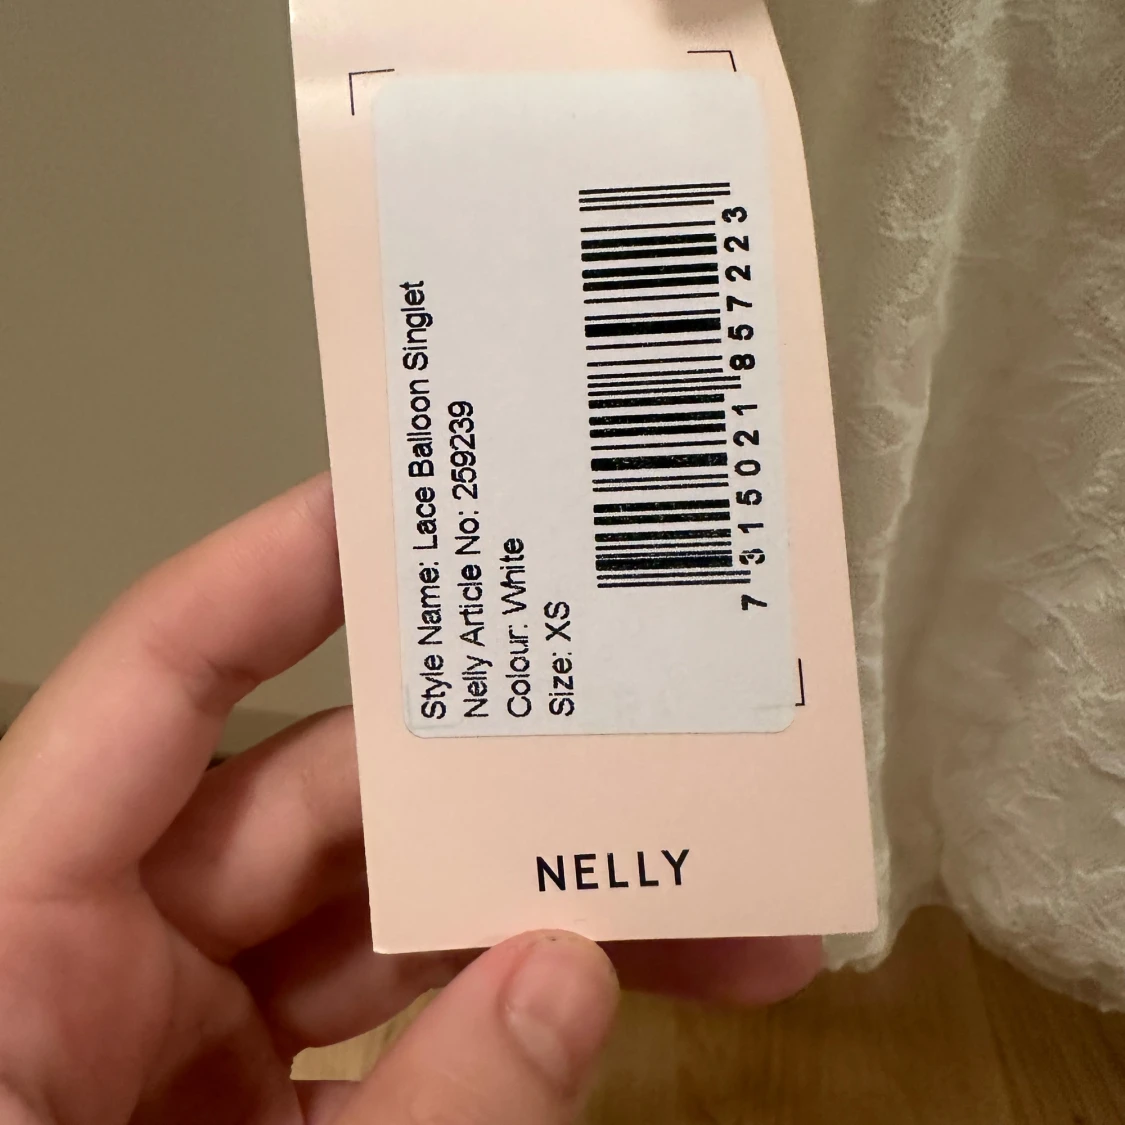 Style Name: Lace Balloon Singlet
Nelly Article No: 259239
Colour: White
Size: XS
7 315021 857223
NELLY